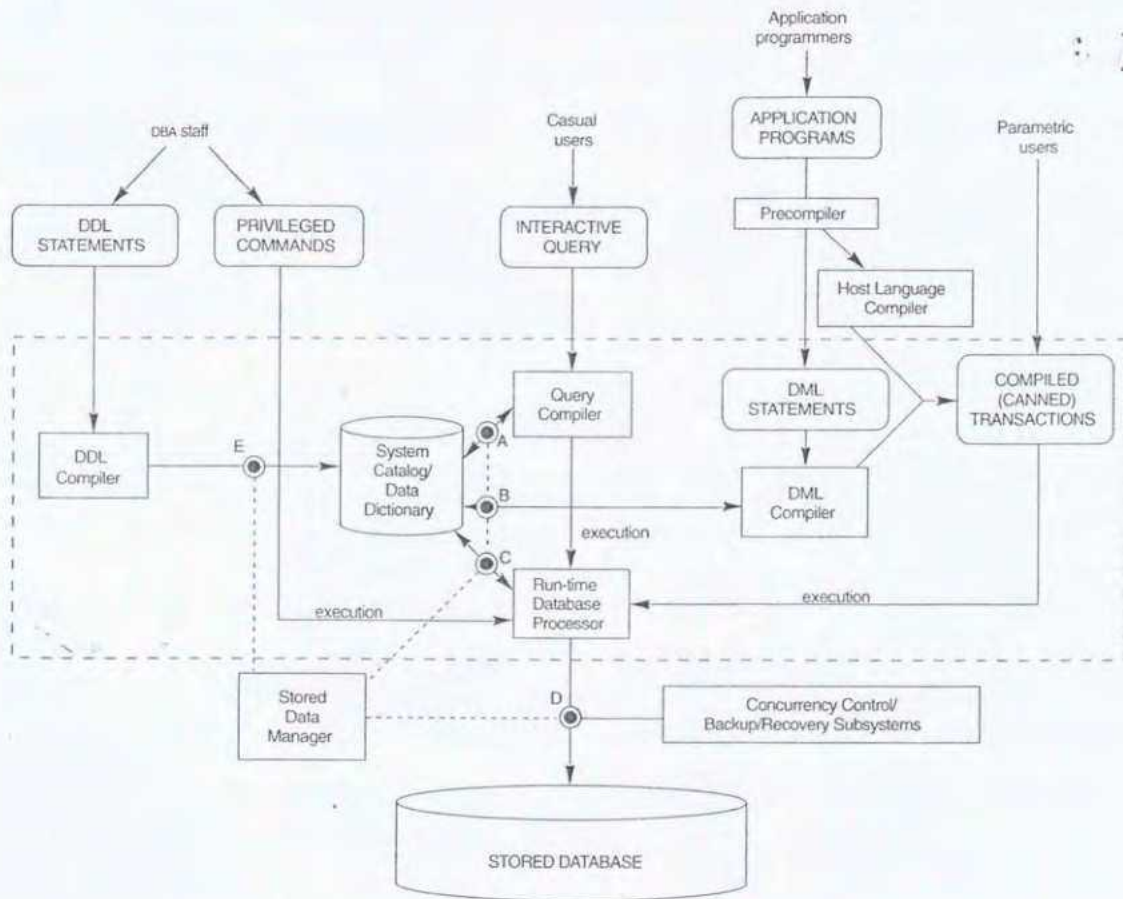 Application
programmers
DBA staff
Casual
users
APPLICATION
PROGRAMS
Parametric
users
DDL
STATEMENTS
PRIVILEGED
COMMANDS
INTERACTIVE
QUERY
Precompiler
Host Language
Compiler
Query
Compiler
DML
STATEMENTS
COMPILED
(CANNED)
TRANSACTIONS
DDL
Compiler
E
System
Catalog/
Data
Dictionary
A
B
DML
Compiler
execution
C
Run-time
Database
Processor
execution
execution
Stored
Data
Manager
D
Concurrency Control/
Backup/Recovery Subsystems
STORED DATABASE